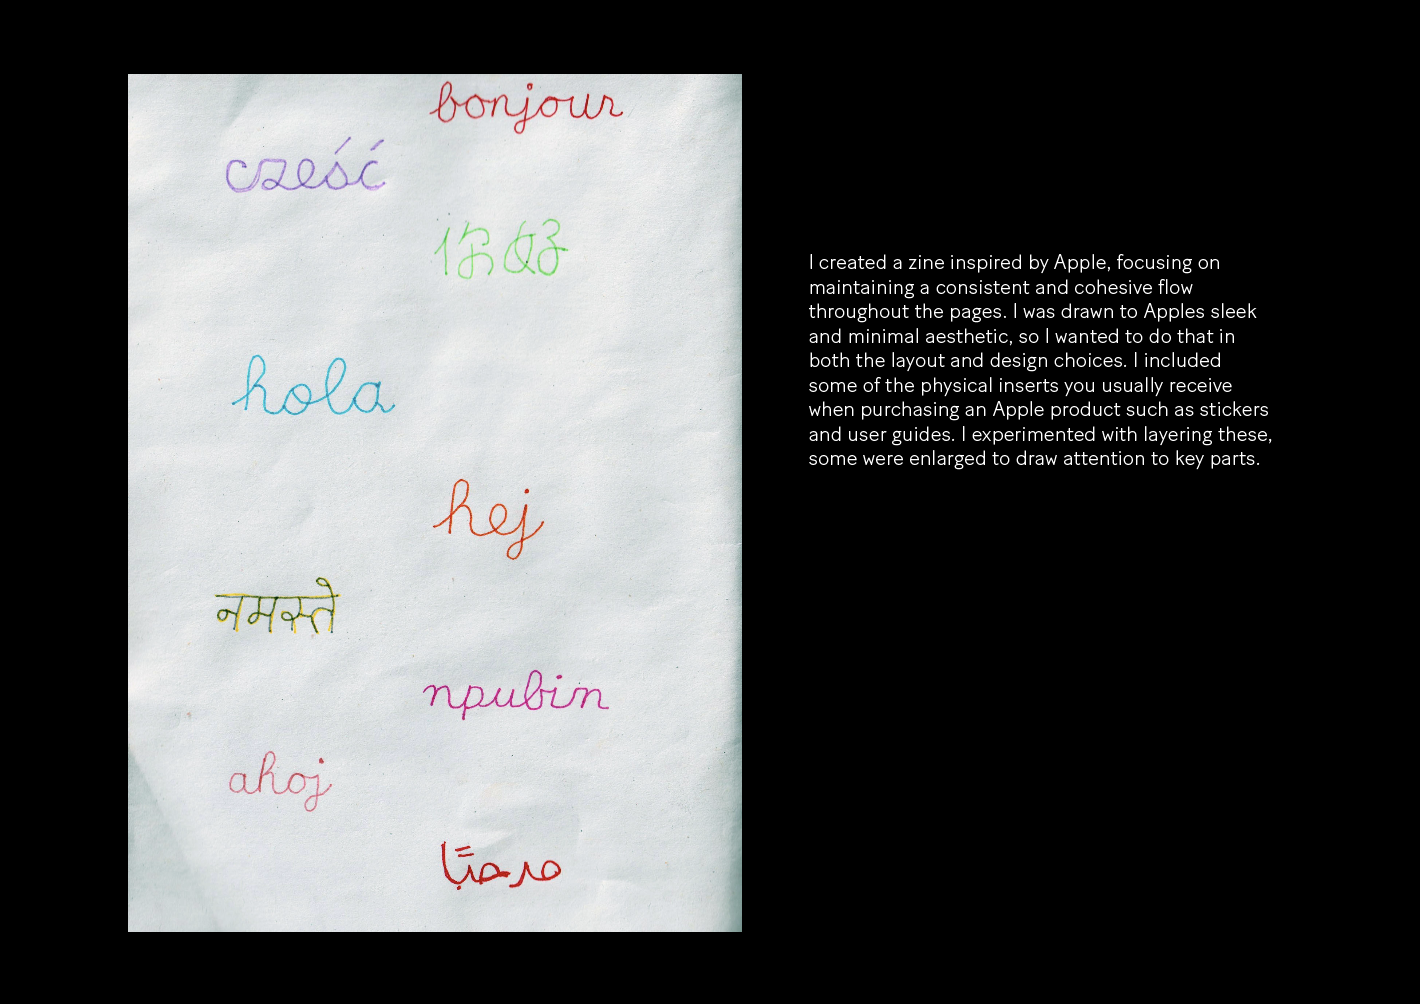 bonjour
cześć
你好
hola
hej
नमस्ते
привіт
ahoj
مرحبًا
I created a zine inspired by Apple, focusing on
maintaining a consistent and cohesive flow
throughout the pages. I was drawn to Apples sleek
and minimal aesthetic, so I wanted to do that in
both the layout and design choices. I included
some of the physical inserts you usually receive
when purchasing an Apple product such as stickers
and user guides. I experimented with layering these,
some were enlarged to draw attention to key parts.